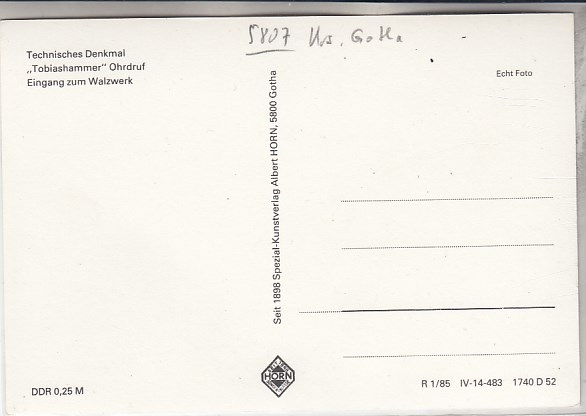 5807 Krs. Gotha
Technisches Denkmal
„Tobiashammer“ Ohrdruf
Eingang zum Walzwerk
Echt Foto
Seit 1898 Spezial-Kunstverlag Albert HORN, 5800 Gotha
HORN
DDR 0,25 M
R 1/85 IV-14-483 1740 D 52